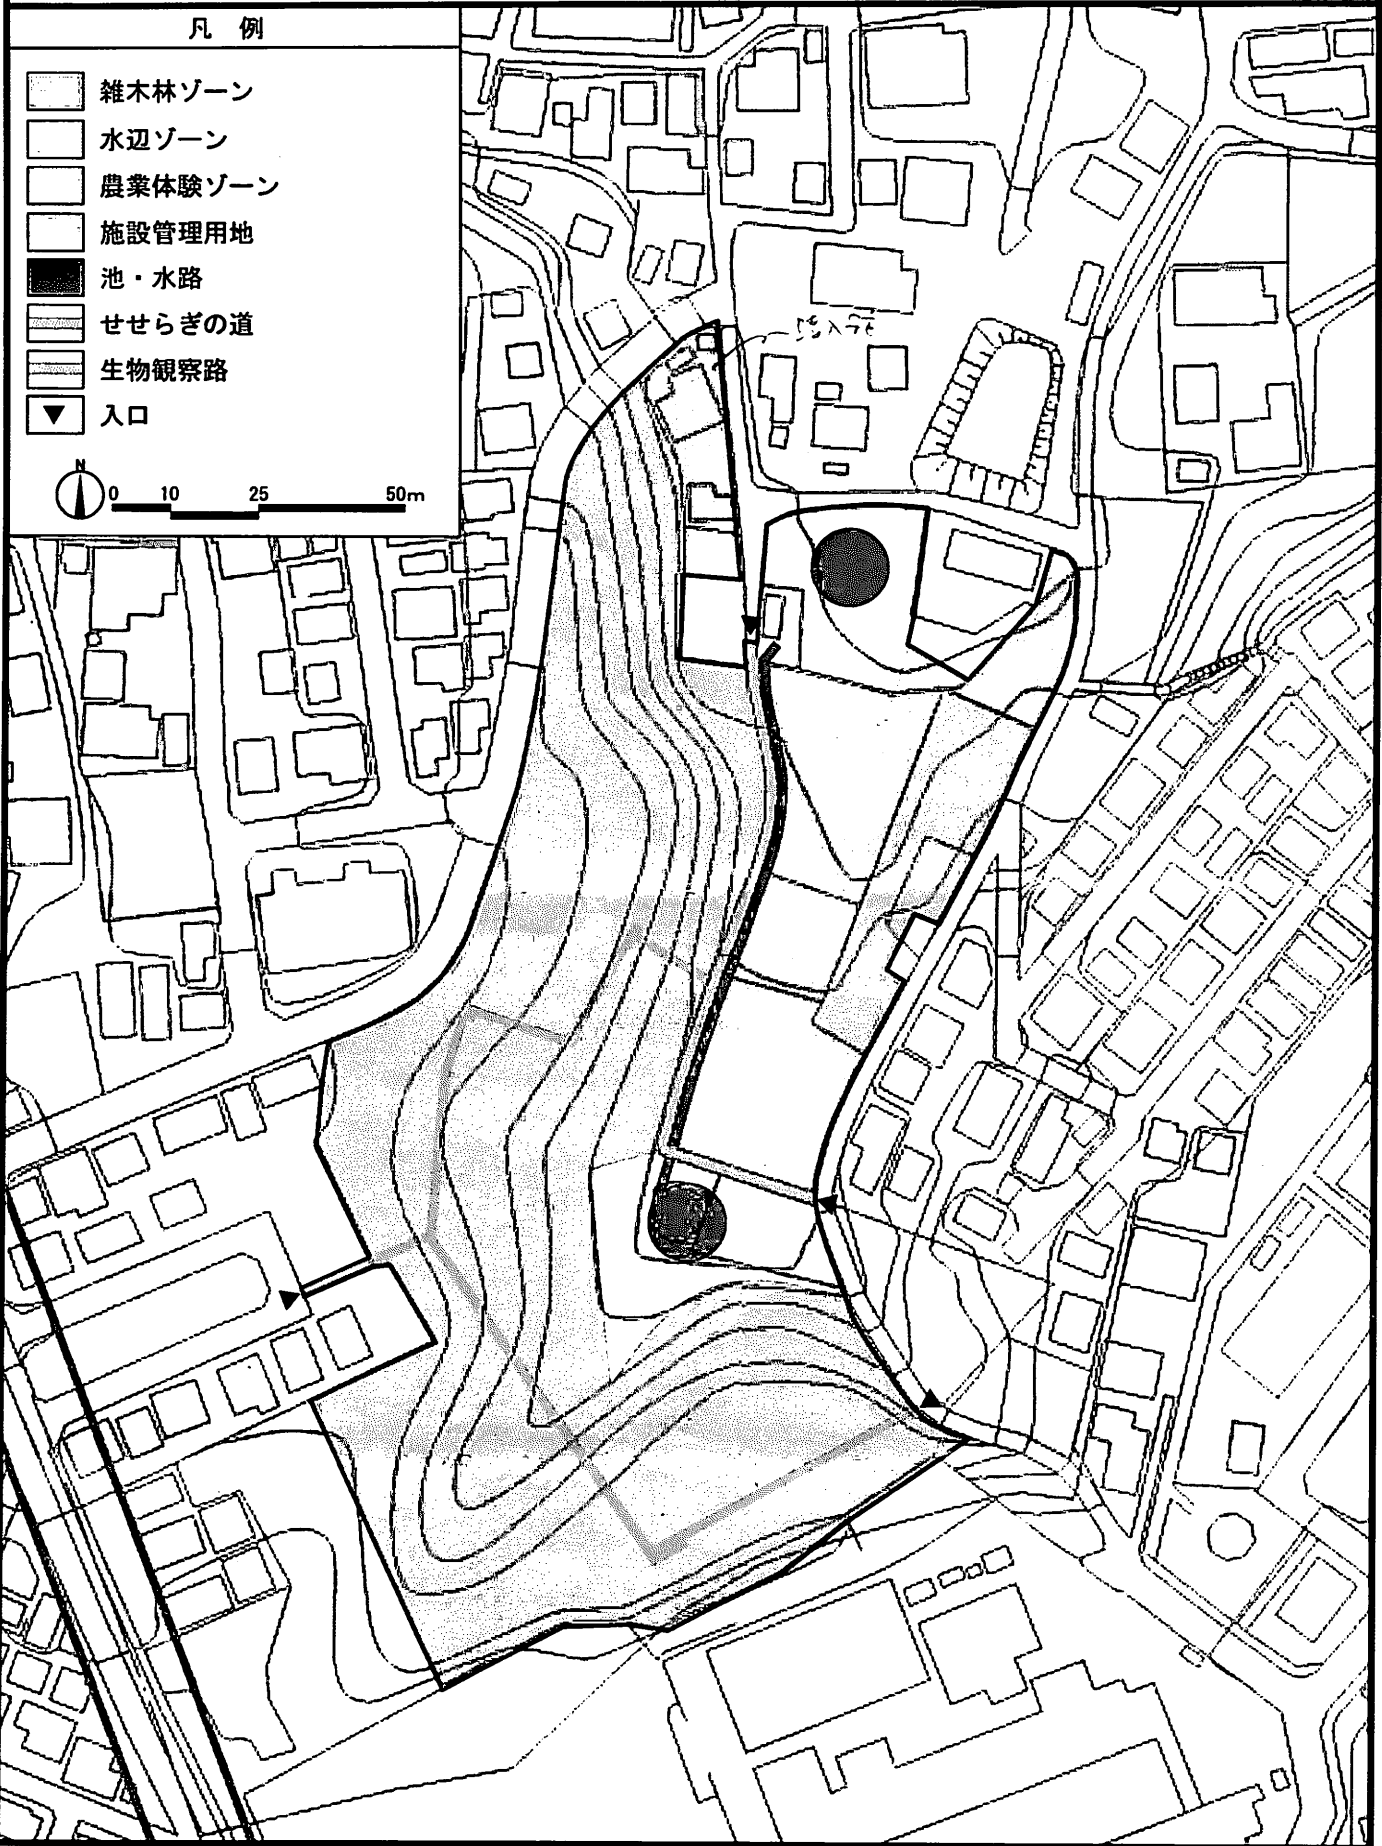 凡 例
雑木林ゾーン
水辺ゾーン
農業体験ゾーン
施設管理用地
池・水路
せせらぎの道
生物観察路
▼ 入口
N
0 10 25 50m